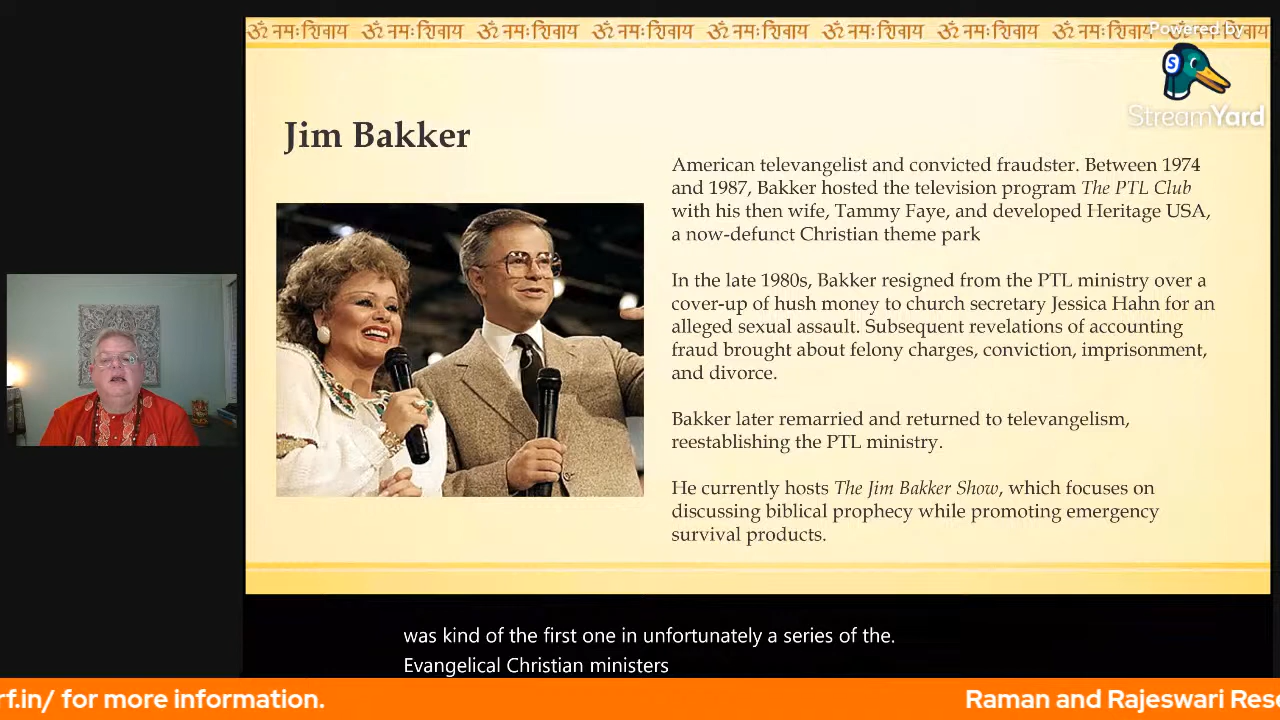 ॐ नमः शिवाय ॐ नमः शिवाय ॐ नमः शिवाय ॐ नमः शिवाय ॐ नमः शिवाय ॐ नमः शिवाय ॐ नमः शिवाय ॐ नमः शिवाय ॐ नमः शिवाय
Powered by
StreamYard
Jim Bakker
American televangelist and convicted fraudster. Between 1974
and 1987, Bakker hosted the television program The PTL Club
with his then wife, Tammy Faye, and developed Heritage USA,
a now-defunct Christian theme park
In the late 1980s, Bakker resigned from the PTL ministry over a
cover-up of hush money to church secretary Jessica Hahn for an
alleged sexual assault. Subsequent revelations of accounting
fraud brought about felony charges, conviction, imprisonment,
and divorce.
Bakker later remarried and returned to televangelism,
reestablishing the PTL ministry.
He currently hosts The Jim Bakker Show, which focuses on
discussing biblical prophecy while promoting emergency
survival products.
was kind of the first one in unfortunately a series of the.
Evangelical Christian ministers
rf.in/ for more information. Raman and Rajeswari Rese